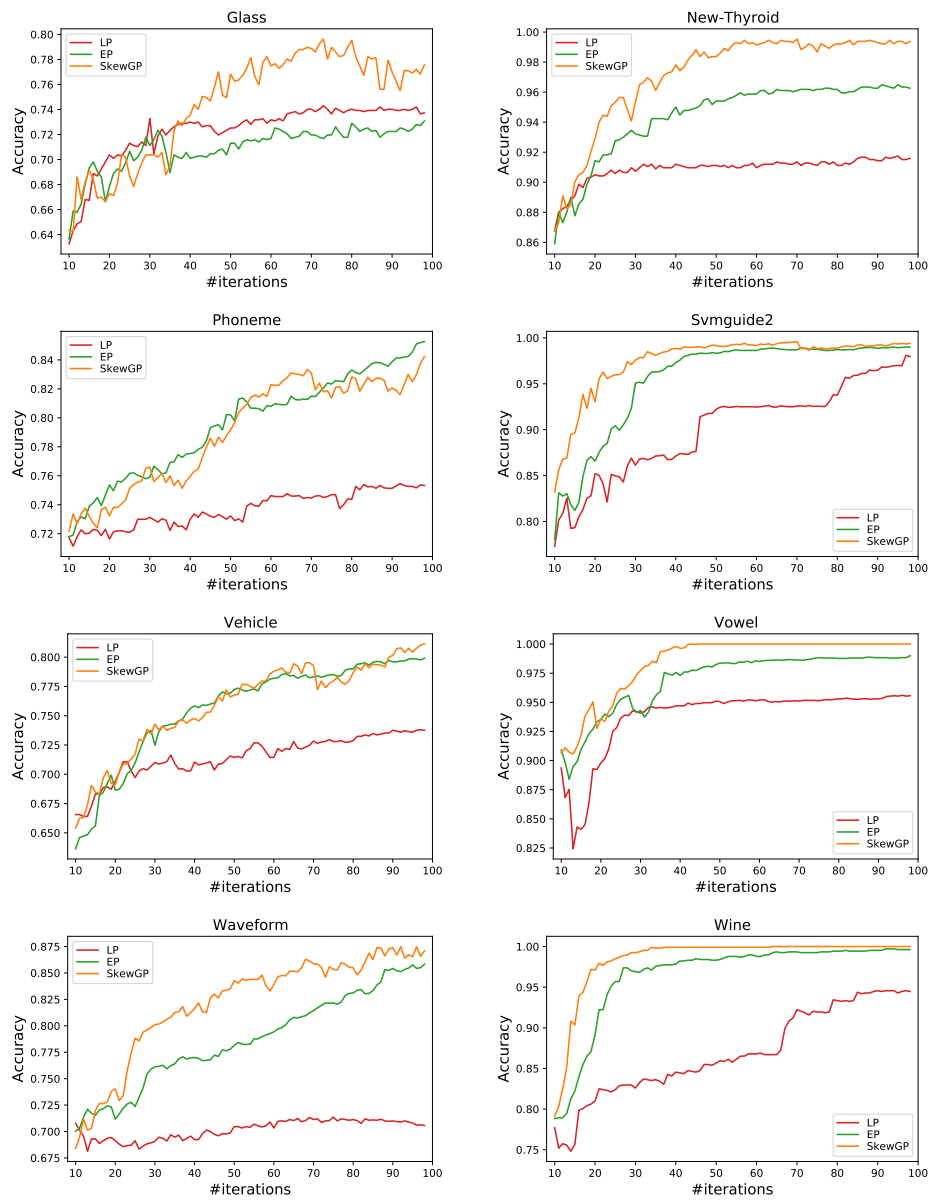 Glass
0.80
0.78
0.76
0.74
0.72
0.70
0.68
0.66
0.64
Accuracy
LP
EP
SkewGP
10 20 30 40 50 60 70 80 90 100
#iterations
New-Thyroid
1.00
0.98
0.96
0.94
0.92
0.90
0.88
0.86
Accuracy
LP
EP
SkewGP
10 20 30 40 50 60 70 80 90 100
#iterations
Phoneme
0.84
0.82
0.80
0.78
0.76
0.74
0.72
Accuracy
LP
EP
SkewGP
10 20 30 40 50 60 70 80 90 100
#iterations
Svmguide2
1.00
0.95
0.90
0.85
0.80
Accuracy
LP
EP
SkewGP
10 20 30 40 50 60 70 80 90 100
#iterations
Vehicle
0.800
0.775
0.750
0.725
0.700
0.675
0.650
Accuracy
LP
EP
SkewGP
10 20 30 40 50 60 70 80 90 100
#iterations
Vowel
1.000
0.975
0.950
0.925
0.900
0.875
0.850
0.825
Accuracy
LP
EP
SkewGP
10 20 30 40 50 60 70 80 90 100
#iterations
Waveform
0.875
0.850
0.825
0.800
0.775
0.750
0.725
0.700
0.675
Accuracy
LP
EP
SkewGP
10 20 30 40 50 60 70 80 90 100
#iterations
Wine
1.00
0.95
0.90
0.85
0.80
0.75
Accuracy
LP
EP
SkewGP
10 20 30 40 50 60 70 80 90 100
#iterations